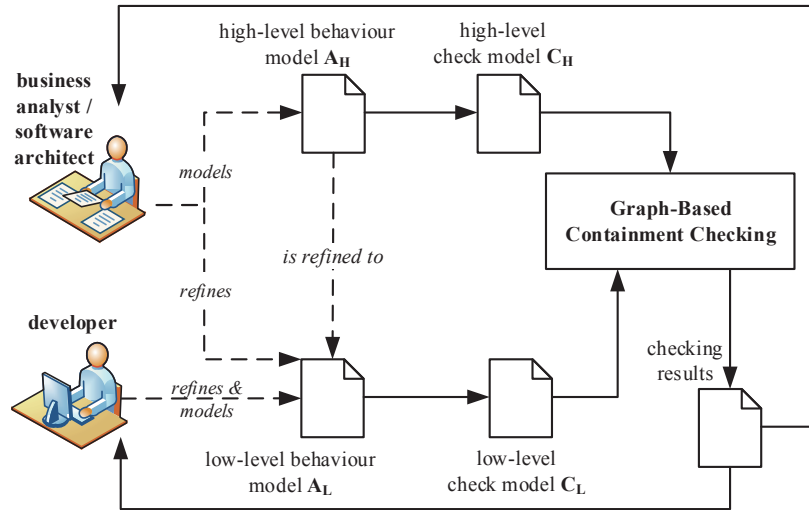 high-level behaviour
model A_H
high-level
check model C_H
business
analyst /
software
architect
models
Graph-Based
Containment Checking
is refined to
refines
developer
checking
results
refines &
models
low-level behaviour
model A_L
low-level
check model C_L